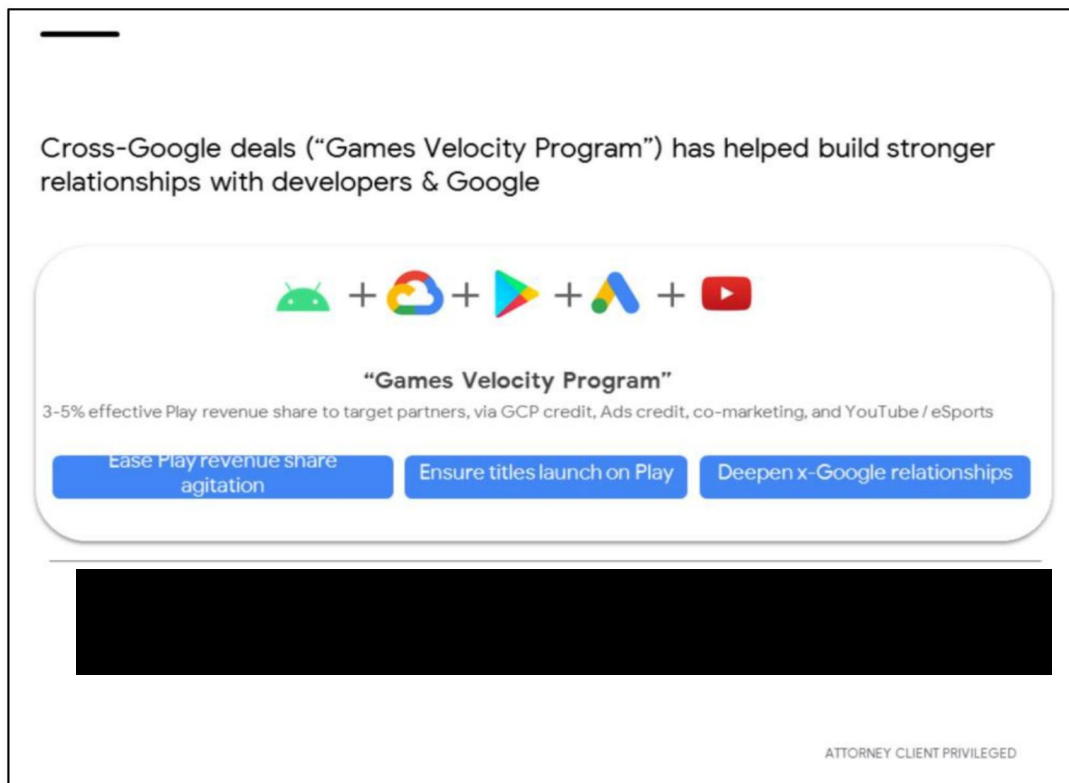 Cross-Google deals (“Games Velocity Program”) has helped build stronger
relationships with developers & Google
“Games Velocity Program”
3-5% effective Play revenue share to target partners, via GCP credit, Ads credit, co-marketing, and YouTube / eSports
Ease Play revenue share
agitation
Ensure titles launch on Play
Deepen x-Google relationships
ATTORNEY CLIENT PRIVILEGED